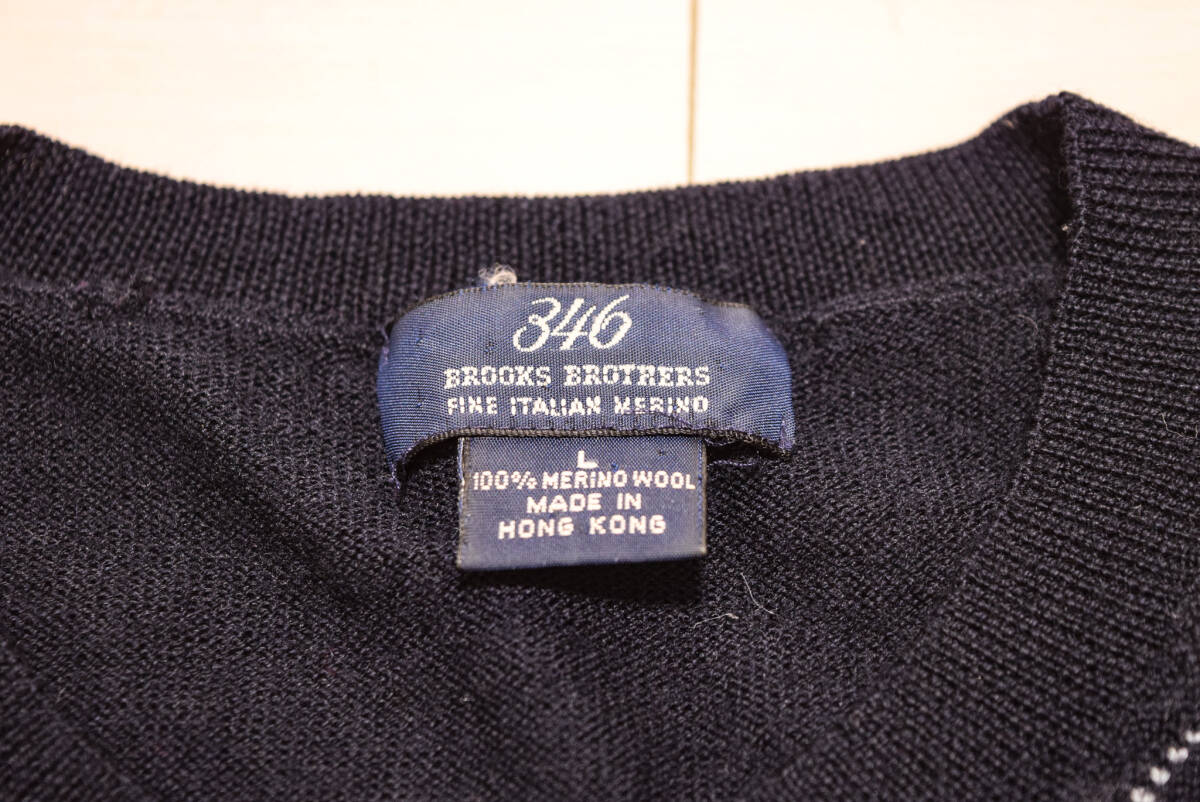 346
BROOKS BROTHERS
FINE ITALIAN MERINO
L
100% MERINO WOOL
MADE IN
HONG KONG